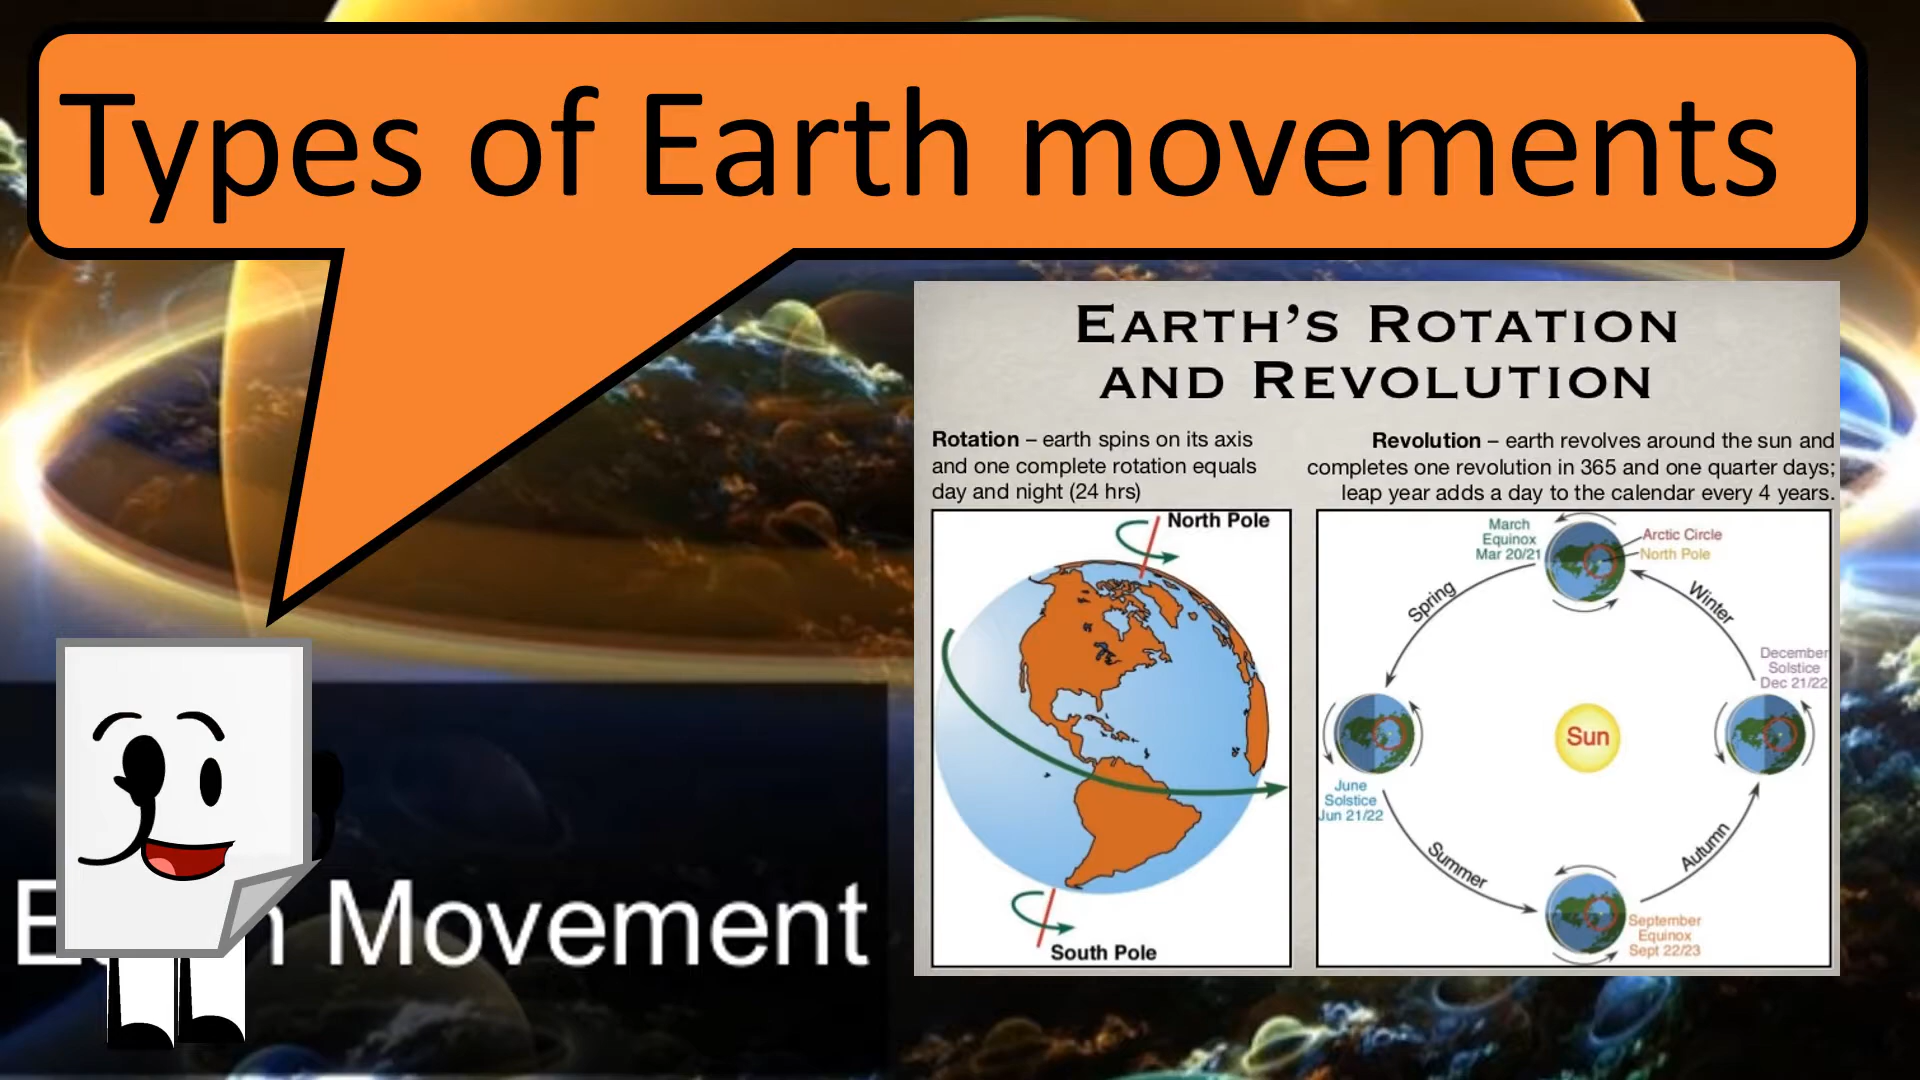 Types of Earth movements
EARTH'S ROTATION
AND REVOLUTION
Rotation – earth spins on its axis
and one complete rotation equals
day and night (24 hrs)
Revolution – earth revolves around the sun and
completes one revolution in 365 and one quarter days;
leap year adds a day to the calendar every 4 years.
North Pole
South Pole
March
Equinox
Mar 20/21
Arctic Circle
North Pole
Spring
Winter
December
Solstice
Dec 21/22
Sun
June
Solstice
Jun 21/22
Summer
Autumn
September
Equinox
Sept 22/23
Movement